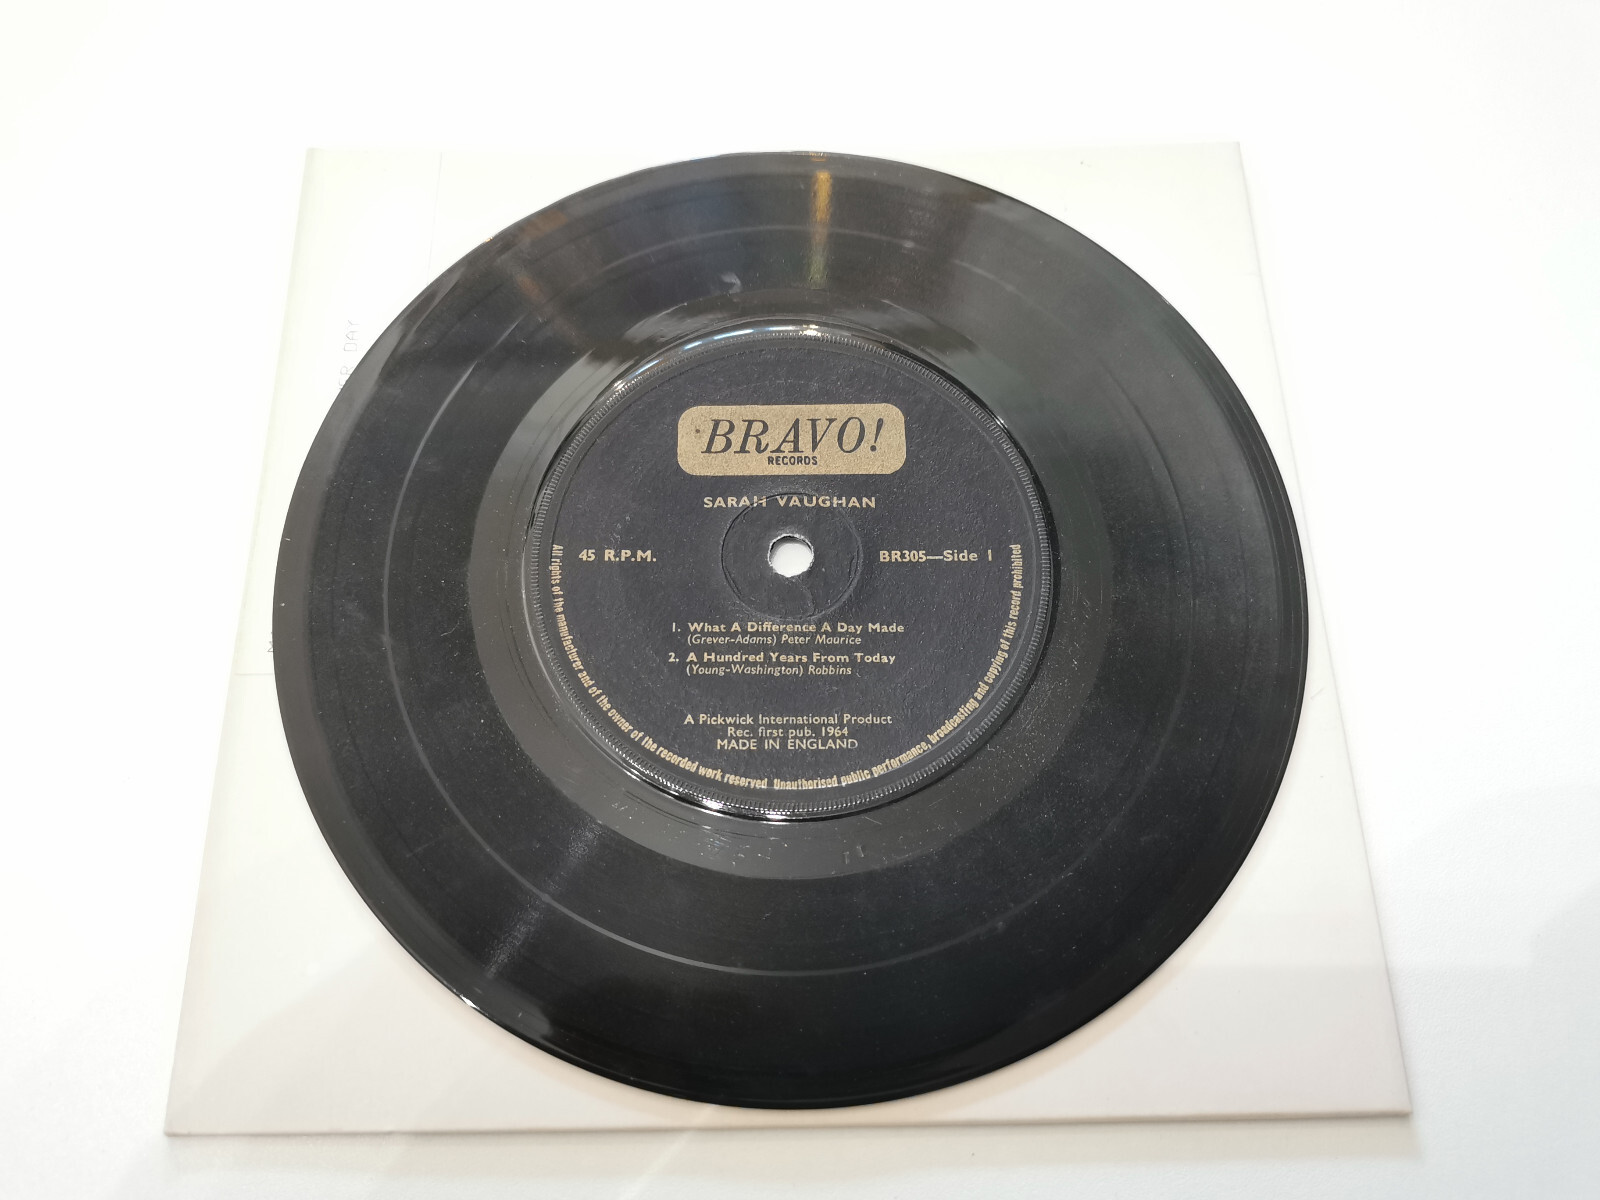 BRAVO!
RECORDS
SARAH VAUGHAN
45 R.P.M.
BR305—Side 1
1. What A Difference A Day Made
(Grever-Adams) Peter Maurice
2. A Hundred Years From Today
(Young-Washington) Robbins
A Pickwick International Product
Rec. first pub. 1964
MADE IN ENGLAND
All rights of the manufacturer and of the owner of the recorded work reserved. Unauthorised public performance, broadcasting and copying of this record prohibited
DAY